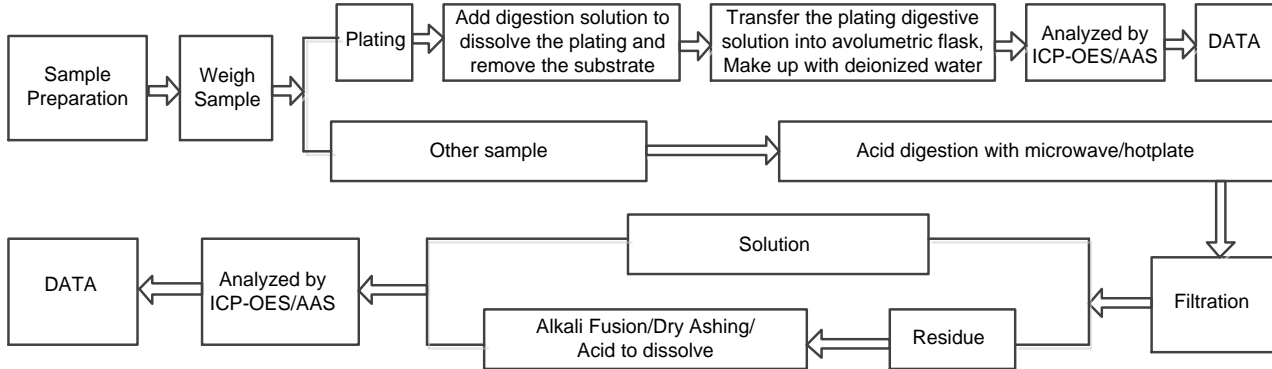 Sample
Preparation
Weigh
Sample
Plating
Add digestion solution to
dissolve the plating and
remove the substrate
Transfer the plating digestive
solution into avolumetric flask,
Make up with deionized water
Analyzed by
ICP-OES/AAS
DATA
Other sample
Acid digestion with microwave/hotplate
Filtration
Solution
Residue
Alkali Fusion/Dry Ashing/
Acid to dissolve
Analyzed by
ICP-OES/AAS
DATA